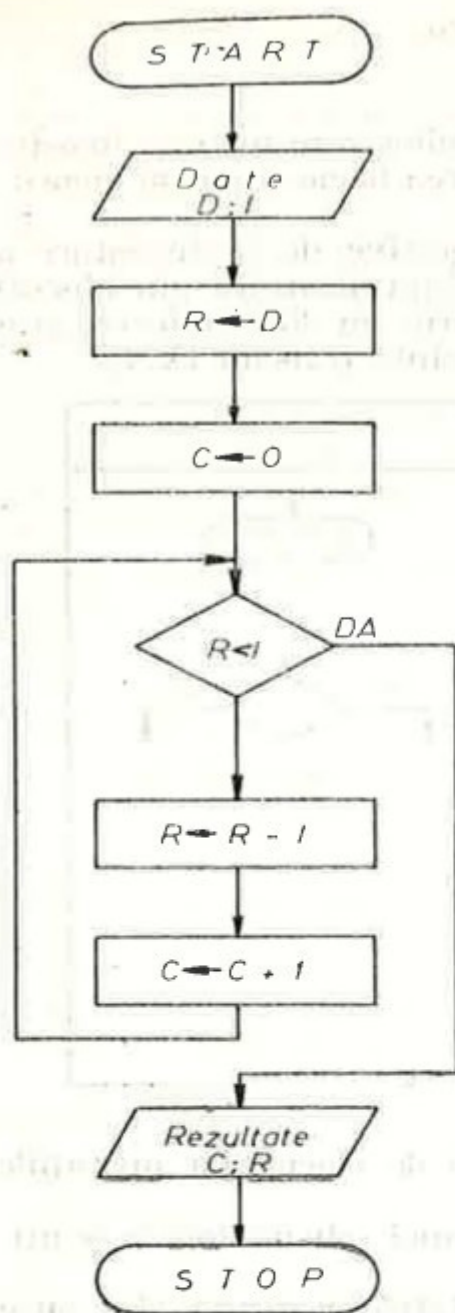 START
Date
D; I
R ← D
C ← 0
R<I
DA
R ← R - I
C ← C + 1
Rezultate
C; R
STOP